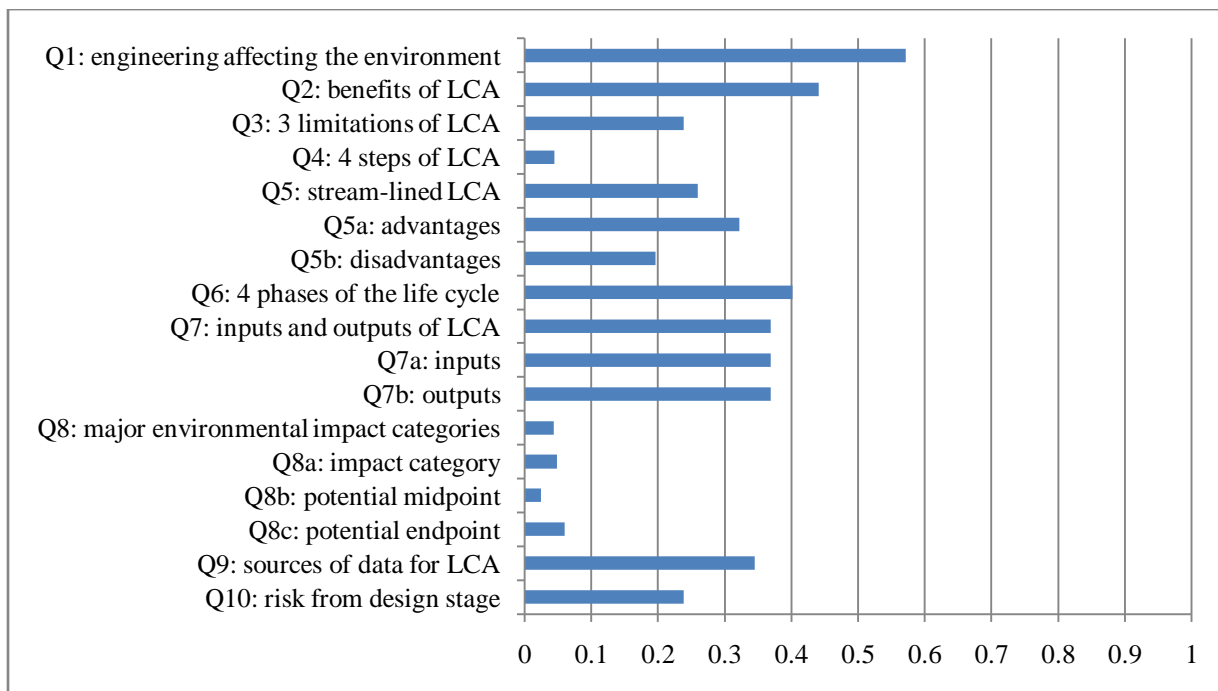 Q1: engineering affecting the environment
Q2: benefits of LCA
Q3: 3 limitations of LCA
Q4: 4 steps of LCA
Q5: stream-lined LCA
Q5a: advantages
Q5b: disadvantages
Q6: 4 phases of the life cycle
Q7: inputs and outputs of LCA
Q7a: inputs
Q7b: outputs
Q8: major environmental impact categories
Q8a: impact category
Q8b: potential midpoint
Q8c: potential endpoint
Q9: sources of data for LCA
Q10: risk from design stage
0 0.1 0.2 0.3 0.4 0.5 0.6 0.7 0.8 0.9 1